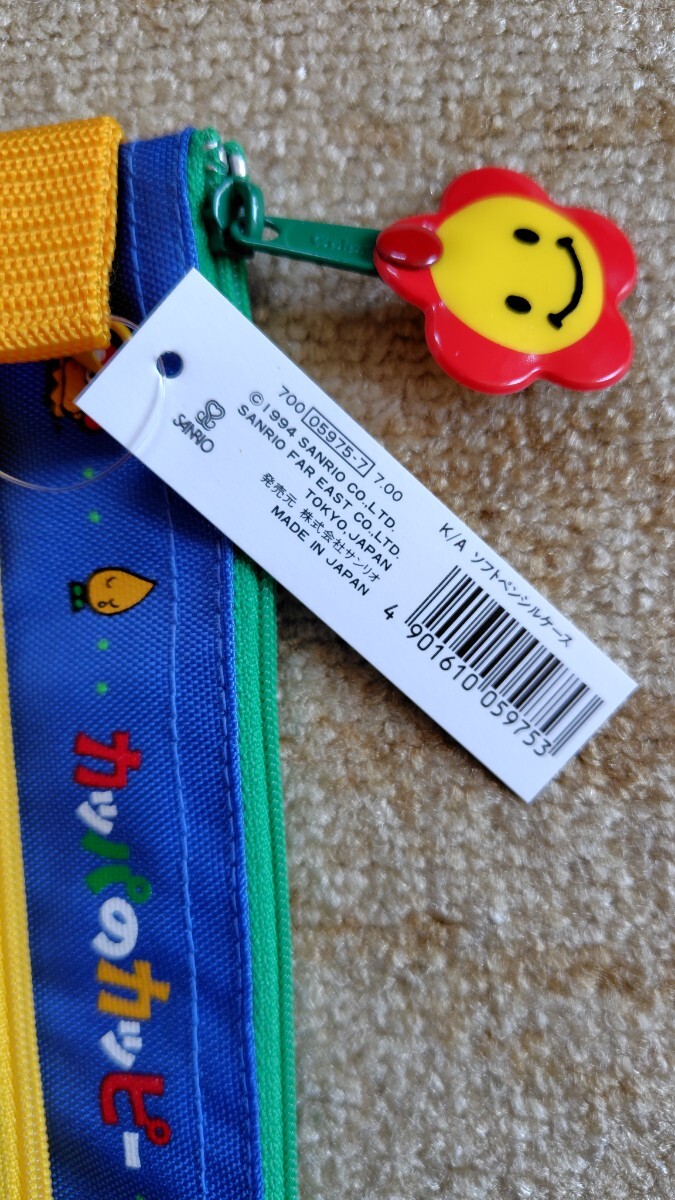 SANRIO
700 05975-7 7.00
©1994 SANRIO CO.,LTD.
SANRIO FAR EAST CO.,LTD.
TOKYO, JAPAN
発売元 株式会社サンリオ
MADE IN JAPAN
K/A ソフトペンシルケース
4 901610 059753
カッパのカッピー